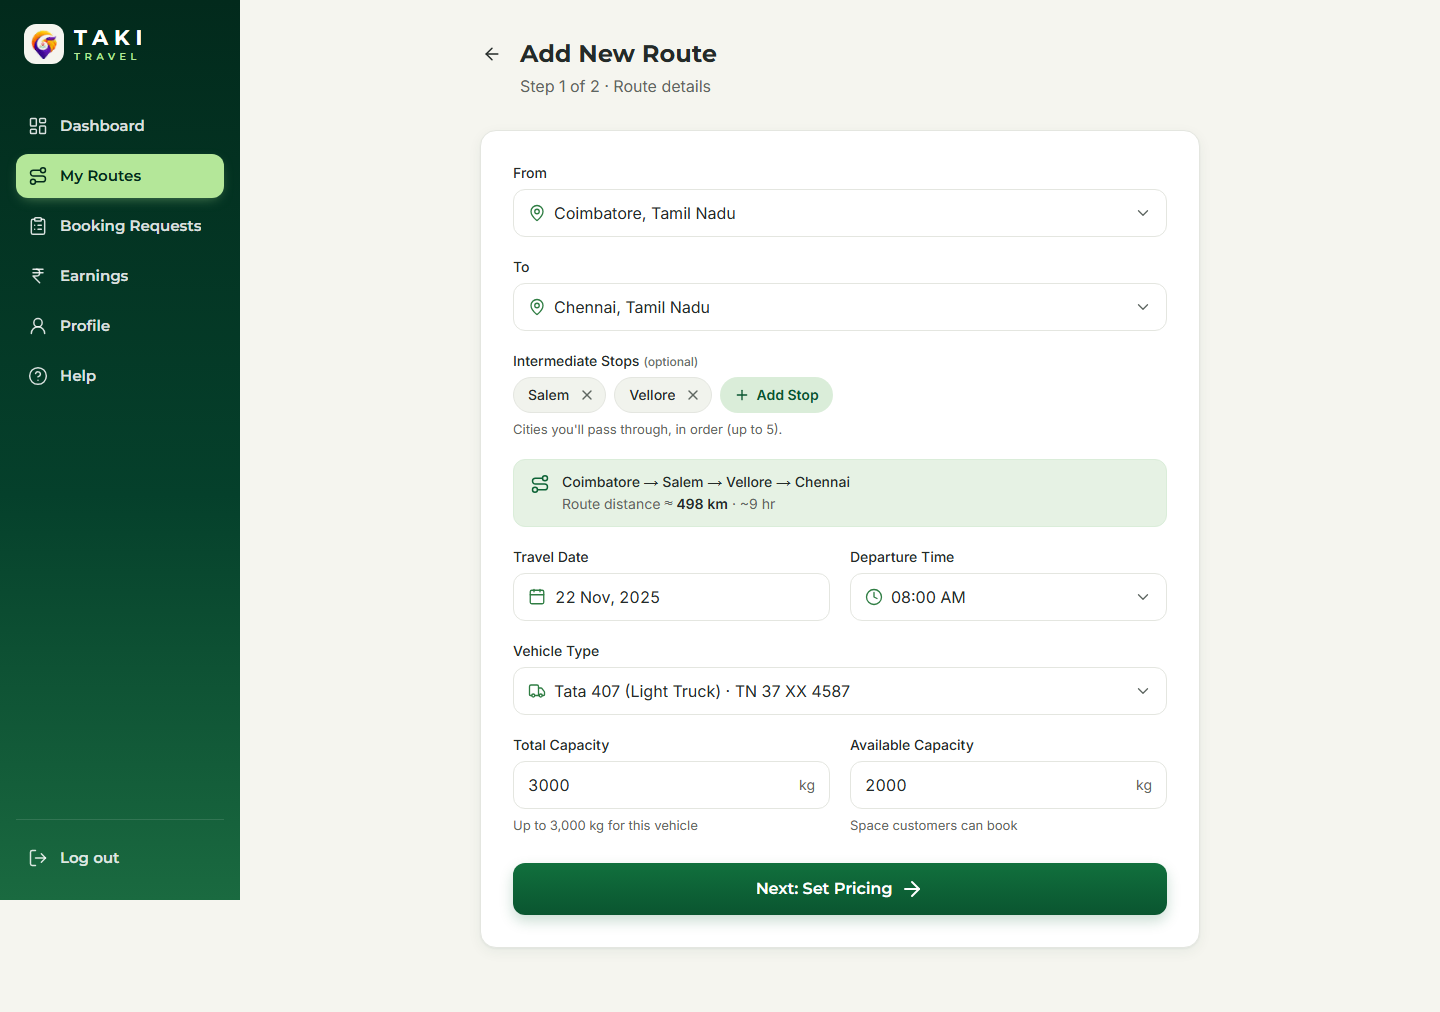 TAKI
TRAVEL
Dashboard
My Routes
Booking Requests
Earnings
Profile
Help
Log out
Add New Route
Step 1 of 2 · Route details
From
Coimbatore, Tamil Nadu
To
Chennai, Tamil Nadu
Intermediate Stops (optional)
Salem Vellore Add Stop
Cities you'll pass through, in order (up to 5).
Coimbatore → Salem → Vellore → Chennai
Route distance ≈ 498 km · ~9 hr
Travel Date Departure Time
22 Nov, 2025 08:00 AM
Vehicle Type
Tata 407 (Light Truck) · TN 37 XX 4587
Total Capacity Available Capacity
3000 kg 2000 kg
Up to 3,000 kg for this vehicle Space customers can book
Next: Set Pricing →